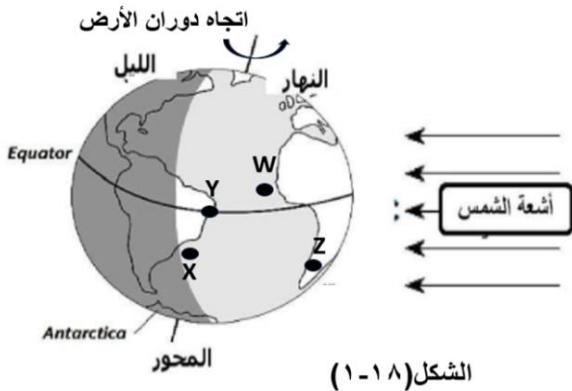 اتجاه دوران الأرض
الليل
النهار
Equator
W
Y
X
Z
أشعة الشمس
Antarctica
المحور
الشكل(١٨-١)